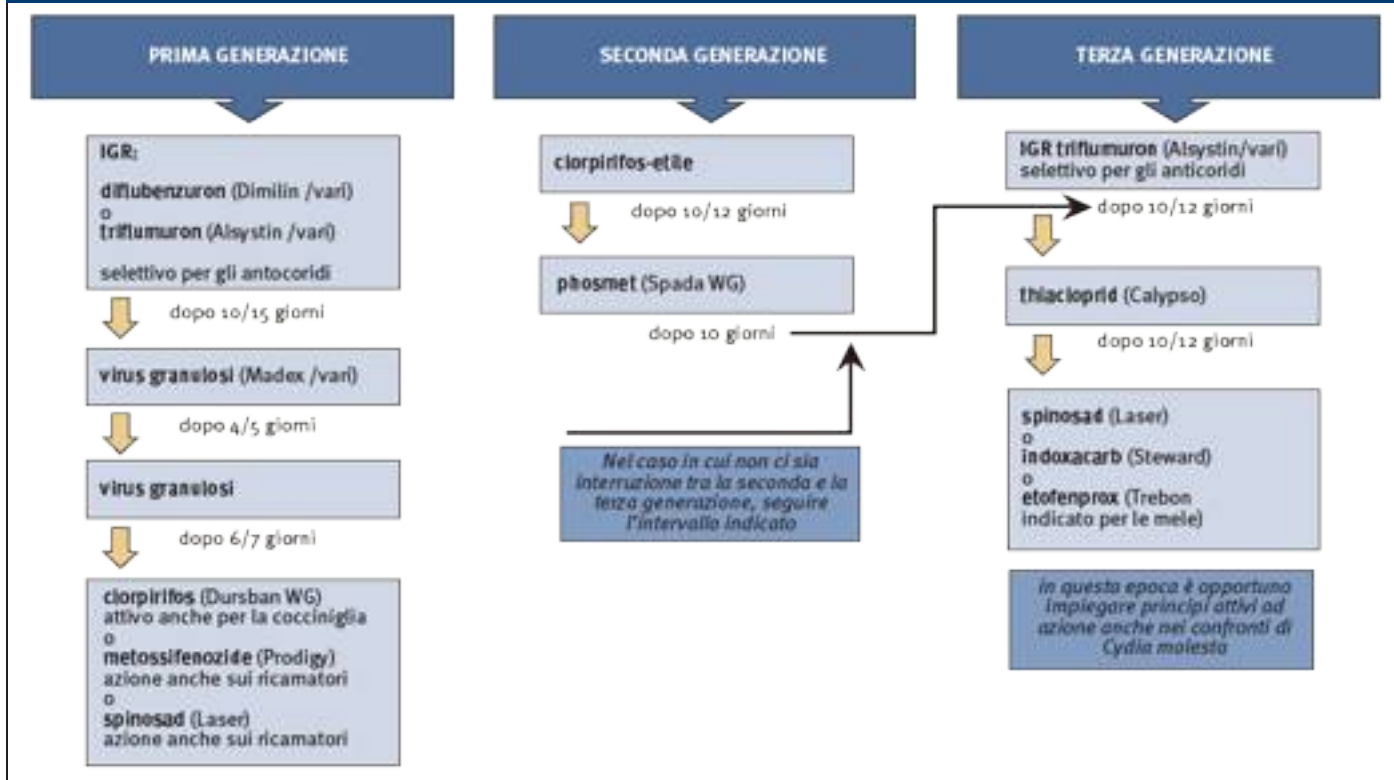 PRIMA GENERAZIONE
IGR:
diflubenzuron (Dimilin /vari)
o
triflumuron (Alsystin /vari)
selettivo per gli antocoridi
dopo 10/15 giorni
virus granulosi (Madex /vari)
dopo 4/5 giorni
virus granulosi
dopo 6/7 giorni
clorpirifos (Dursban WG)
attivo anche per la cocciniglia
o
metossifenozide (Prodigy)
azione anche sui ricamatori
o
spinosad (Laser)
azione anche sui ricamatori
SECONDA GENERAZIONE
clorpirifos-etile
dopo 10/12 giorni
phosmet (Spada WG)
dopo 10 giorni
Nel caso in cui non ci sia
interruzione tra la seconda e la
terza generazione, seguire
l'intervallo indicato
TERZA GENERAZIONE
IGR triflumuron (Alsystin/vari)
selettivo per gli anticoridi
dopo 10/12 giorni
thiacloprid (Calypso)
dopo 10/12 giorni
spinosad (Laser)
o
indoxacarb (Steward)
o
etofenprox (Trebon
indicato per le mele)
in questa epoca è opportuno
impiegare principi attivi ad
azione anche nei confronti di
Cydia molesta